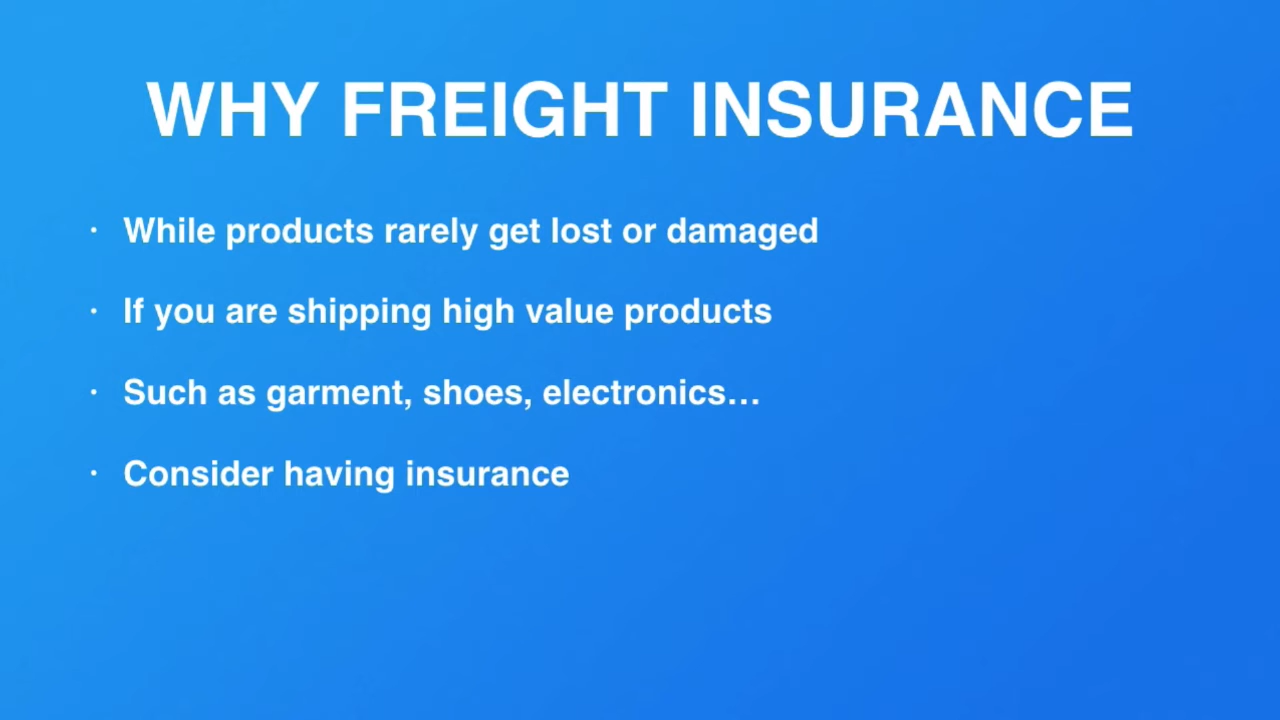 WHY FREIGHT INSURANCE
· While products rarely get lost or damaged
· If you are shipping high value products
· Such as garment, shoes, electronics…
· Consider having insurance